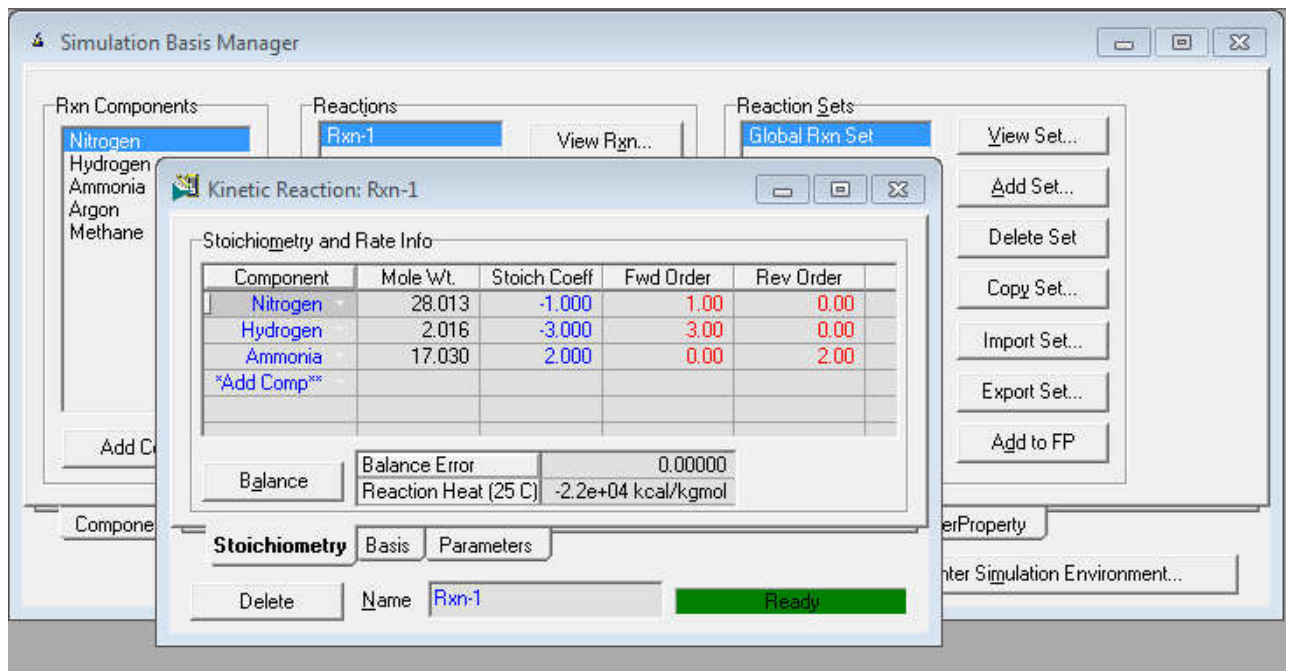 Simulation Basis Manager
Rxn Components
Reactions
Reaction Sets
Nitrogen
Hydrogen
Ammonia
Argon
Methane
Rxn-1
View Rxn...
Global Rxn Set
View Set...
Add Set...
Delete Set
Copy Set...
Import Set...
Export Set...
Add to FP
Kinetic Reaction: Rxn-1
Stoichiometry and Rate Info
Component Mole Wt. Stoich Coeff Fwd Order Rev Order
Nitrogen 28.013 -1.000 1.00 0.00
Hydrogen 2.016 -3.000 3.00 0.00
Ammonia 17.030 2.000 0.00 2.00
*Add Comp**
Balance
Balance Error 0.00000
Reaction Heat (25 C) -2.2e+04 kcal/kgmol
Stoichiometry Basis Parameters
Delete Name Rxn-1 Ready
Add C
Compone
erProperty
nter Simulation Environment...